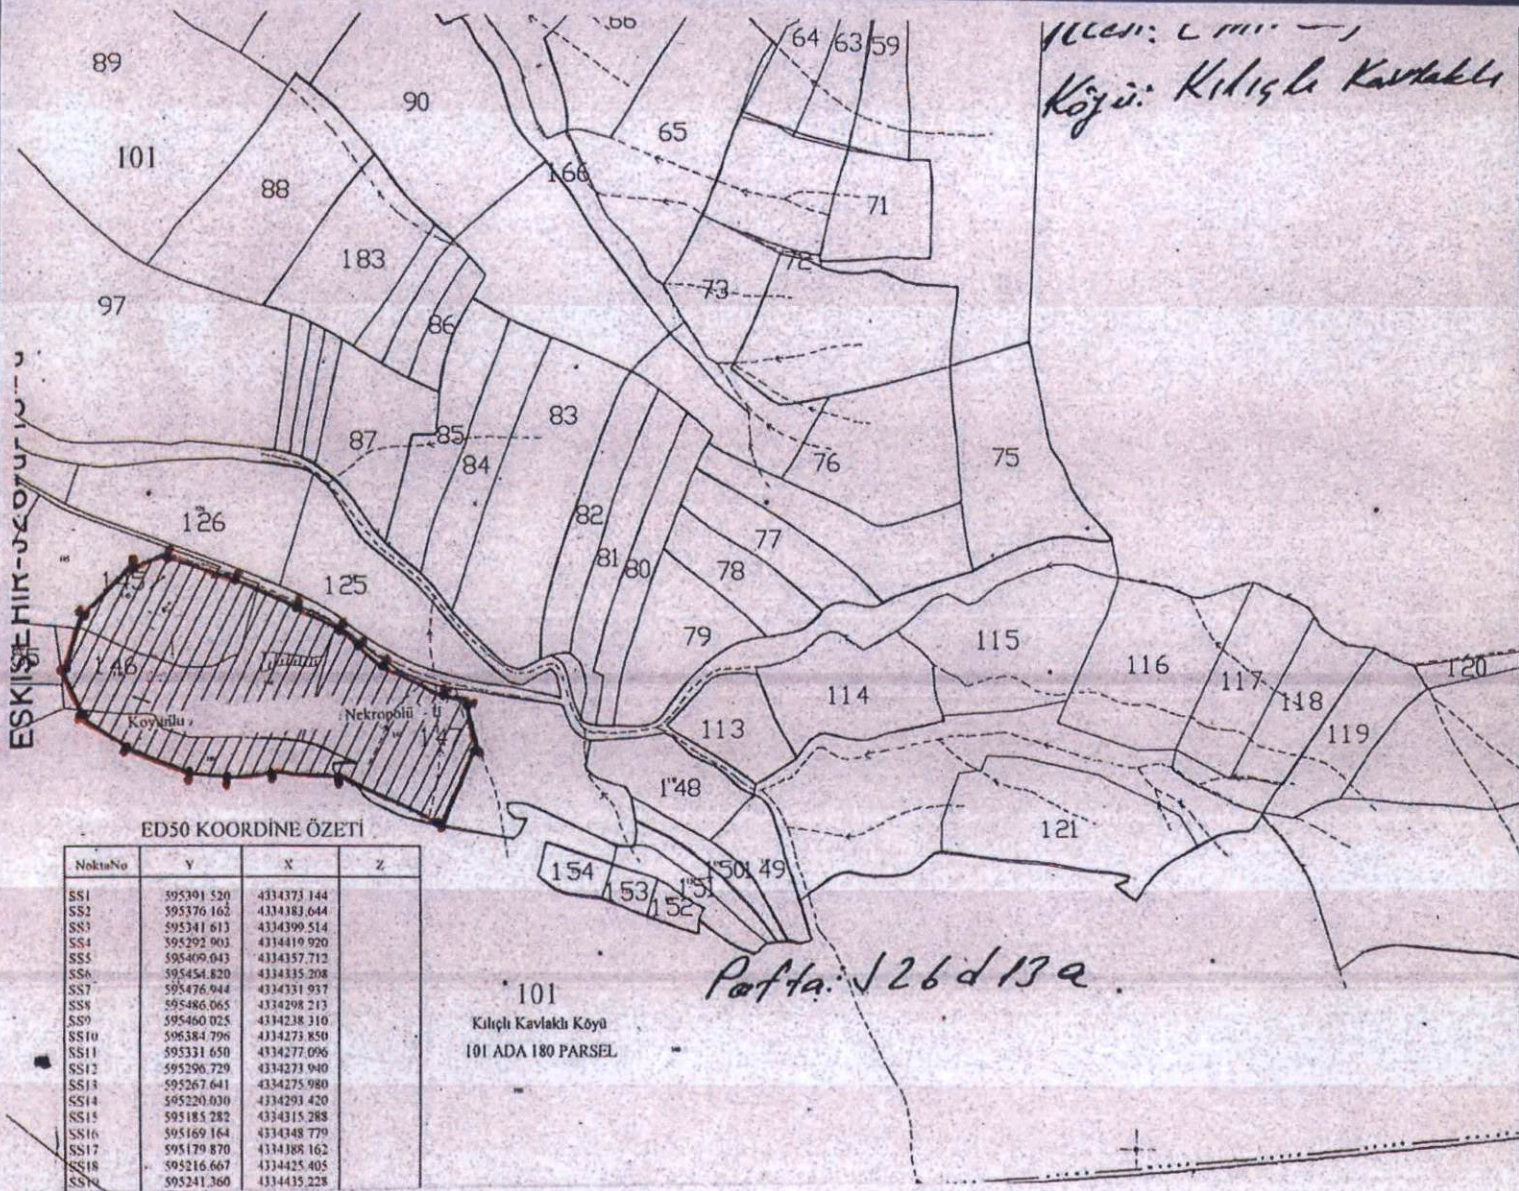 Köyü: Kılıçlı Kavlaklı
66
64
63
59
89
90
65
101
88
166
71
183
72
73
97
86
83
87
85
84
76
75
126
82
77
81
80
78
125
145
79
115
146
116
120
117
114
118
Koyunlu
Nekropolü
113
119
14
148
121
ED50 KOORDİNE ÖZETİ
154
150
149
153
151
152
NoktaNo Y X Z
SS1 595391.520 4334373.144
SS2 595376.162 4334383.644
SS3 595341.613 4334399.514
SS4 595292.903 4334419.920
SS5 595409.043 4334357.712
SS6 595454.820 4334335.208
SS7 595476.944 4334331.937
SS8 595486.065 4334298.213
SS9 595460.025 4334238.310
SS10 595384.796 4334273.850
SS11 595331.650 4334277.096
SS12 595296.729 4334273.940
SS13 595267.641 4334275.980
SS14 595220.030 4334293.420
SS15 595185.282 4334315.288
SS16 595169.164 4334348.779
SS17 595179.870 4334388.162
SS18 595216.667 4334425.405
SS19 595241.360 4334435.228
Pafta: J26d13a
101
Kılıçlı Kavlaklı Köyü
101 ADA 180 PARSEL